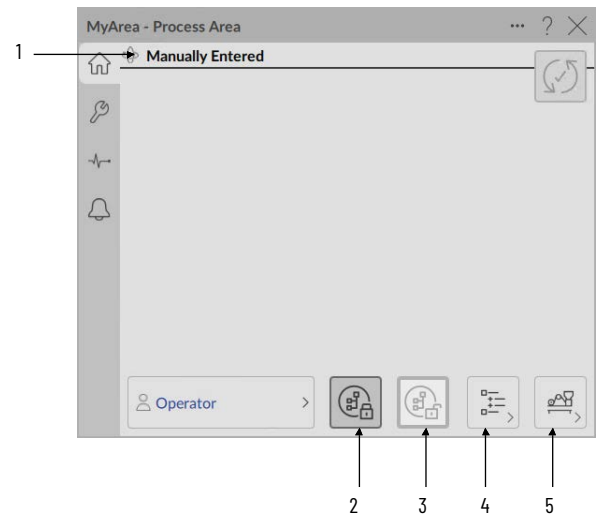 MyArea - Process Area
... ?
1
Manually Entered
Operator
2 3 4 5